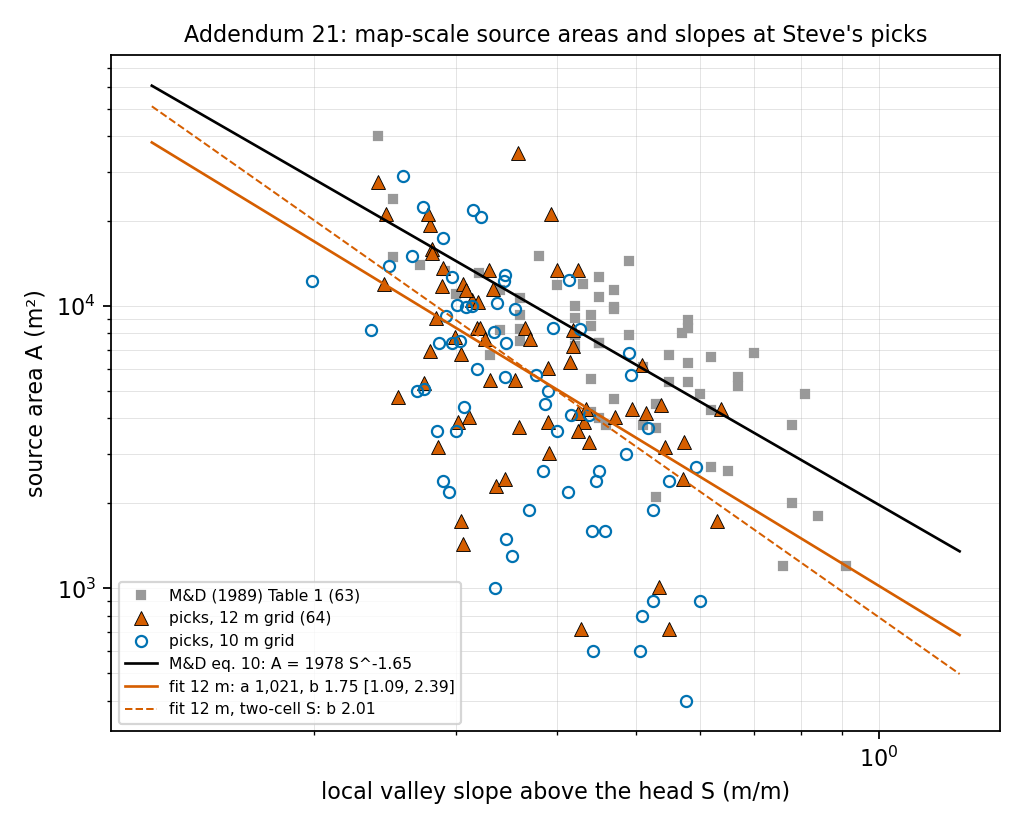 Addendum 21: map-scale source areas and slopes at Steve's picks
source area A (m²)
10⁴
10³
M&D (1989) Table 1 (63)
picks, 12 m grid (64)
picks, 10 m grid
M&D eq. 10: A = 1978 S^-1.65
fit 12 m: a 1,021, b 1.75 [1.09, 2.39]
fit 12 m, two-cell S: b 2.01
10⁰
local valley slope above the head S (m/m)